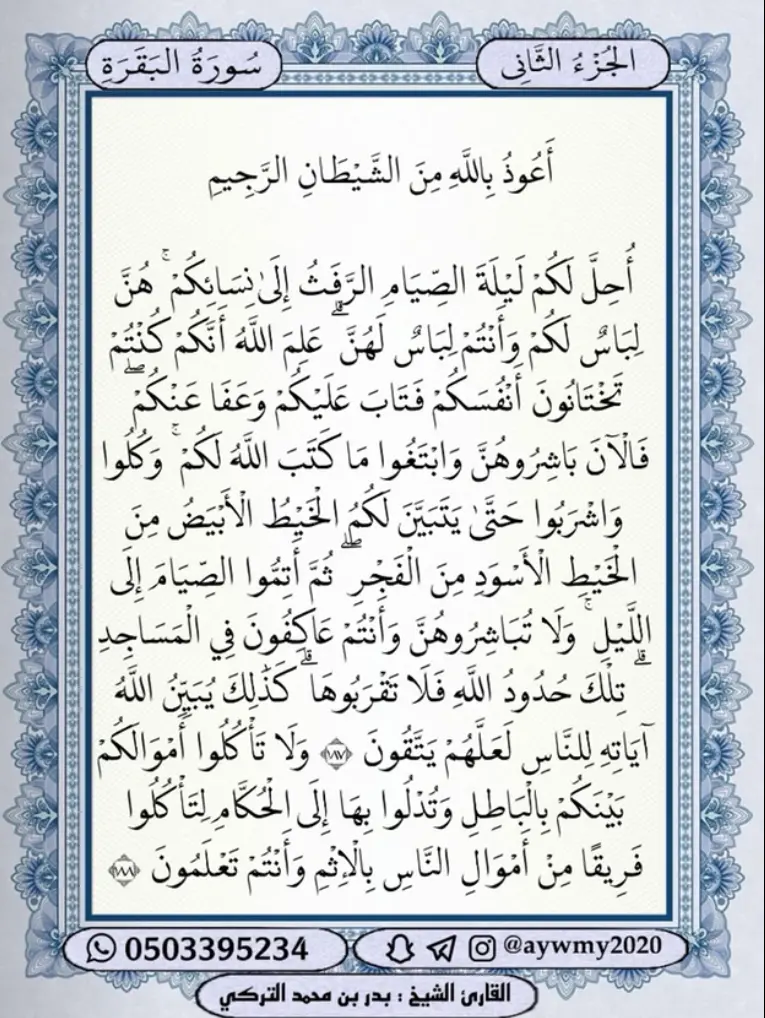 الجُزْءُ الثَّانِى
سُورَةُ البَقَرَةِ
أَعُوذُ بِاللَّهِ مِنَ الشَّيْطَانِ الرَّجِيمِ
أُحِلَّ لَكُمْ لَيْلَةَ الصِّيَامِ الرَّفَثُ إِلَىٰ نِسَائِكُمْ ۚ هُنَّ
لِبَاسٌ لَكُمْ وَأَنْتُمْ لِبَاسٌ لَهُنَّ ۗ عَلِمَ اللَّهُ أَنَّكُمْ كُنْتُمْ
تَخْتَانُونَ أَنْفُسَكُمْ فَتَابَ عَلَيْكُمْ وَعَفَا عَنْكُمْ ۖ
فَالْآنَ بَاشِرُوهُنَّ وَابْتَغُوا مَا كَتَبَ اللَّهُ لَكُمْ ۚ وَكُلُوا
وَاشْرَبُوا حَتَّىٰ يَتَبَيَّنَ لَكُمُ الْخَيْطُ الْأَبْيَضُ مِنَ
الْخَيْطِ الْأَسْوَدِ مِنَ الْفَجْرِ ۖ ثُمَّ أَتِمُّوا الصِّيَامَ إِلَى
اللَّيْلِ ۚ وَلَا تُبَاشِرُوهُنَّ وَأَنْتُمْ عَاكِفُونَ فِي الْمَسَاجِدِ ۗ
تِلْكَ حُدُودُ اللَّهِ فَلَا تَقْرَبُوهَا ۗ كَذَٰلِكَ يُبَيِّنُ اللَّهُ
آيَاتِهِ لِلنَّاسِ لَعَلَّهُمْ يَتَّقُونَ ١٨٧ وَلَا تَأْكُلُوا أَمْوَالَكُمْ
بَيْنَكُمْ بِالْبَاطِلِ وَتُدْلُوا بِهَا إِلَى الْحُكَّامِ لِتَأْكُلُوا
فَرِيقًا مِنْ أَمْوَالِ النَّاسِ بِالْإِثْمِ وَأَنْتُمْ تَعْلَمُونَ ١٨٨
0503395234
@aywmy2020
القارئ الشيخ : بدر بن محمد التركي